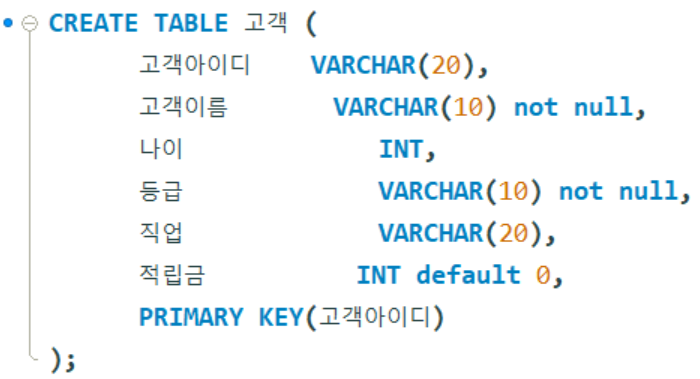 CREATE TABLE 고객 (
고객아이디 VARCHAR(20),
고객이름 VARCHAR(10) not null,
나이 INT,
등급 VARCHAR(10) not null,
직업 VARCHAR(20),
적립금 INT default 0,
PRIMARY KEY(고객아이디)
);